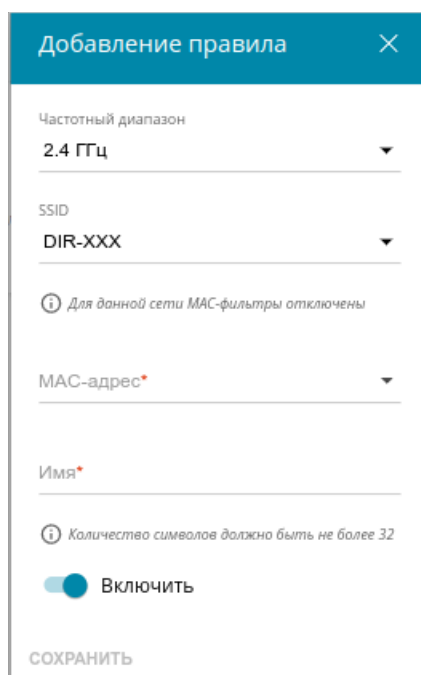 Добавление правила
Частотный диапазон
2.4 ГГц
SSID
DIR-XXX
Для данной сети MAC-фильтры отключены
MAC-адрес*
Имя*
Количество символов должно быть не более 32
Включить
СОХРАНИТЬ